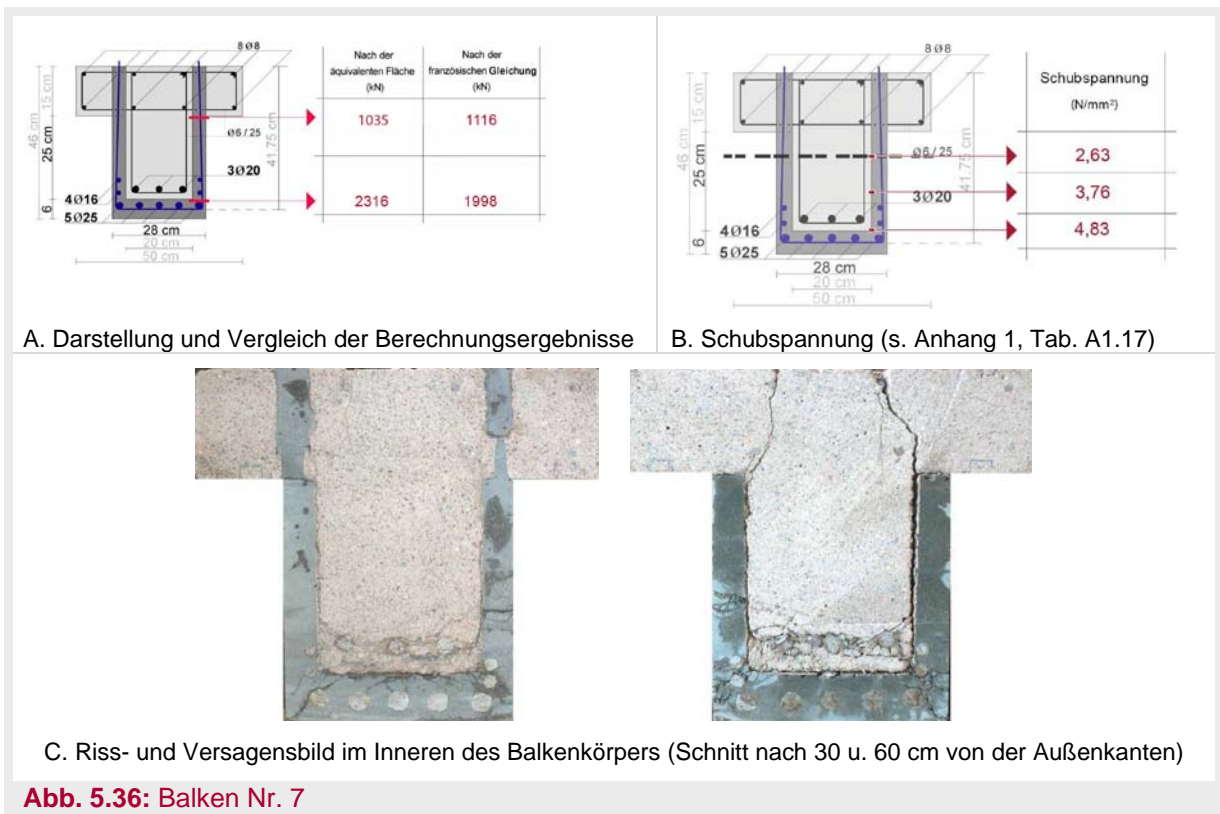 8Ø8
15 cm
46 cm
25 cm
6
Ø6/25
3Ø20
41,75 cm
4Ø16
5Ø25
28 cm
20 cm
50 cm
Nach der äquivalenten Fläche (kN)
Nach der französischen Gleichung (kN)
1035 1116
2316 1998
A. Darstellung und Vergleich der Berechnungsergebnisse
8Ø8
15 cm
46 cm
25 cm
6
Ø6/25
3Ø20
41,75 cm
4Ø16
5Ø25
28 cm
20 cm
50 cm
Schubspannung
(N/mm²)
2,63
3,76
4,83
B. Schubspannung (s. Anhang 1, Tab. A1.17)
C. Riss- und Versagensbild im Inneren des Balkenkörpers (Schnitt nach 30 u. 60 cm von der Außenkanten)
Abb. 5.36: Balken Nr. 7